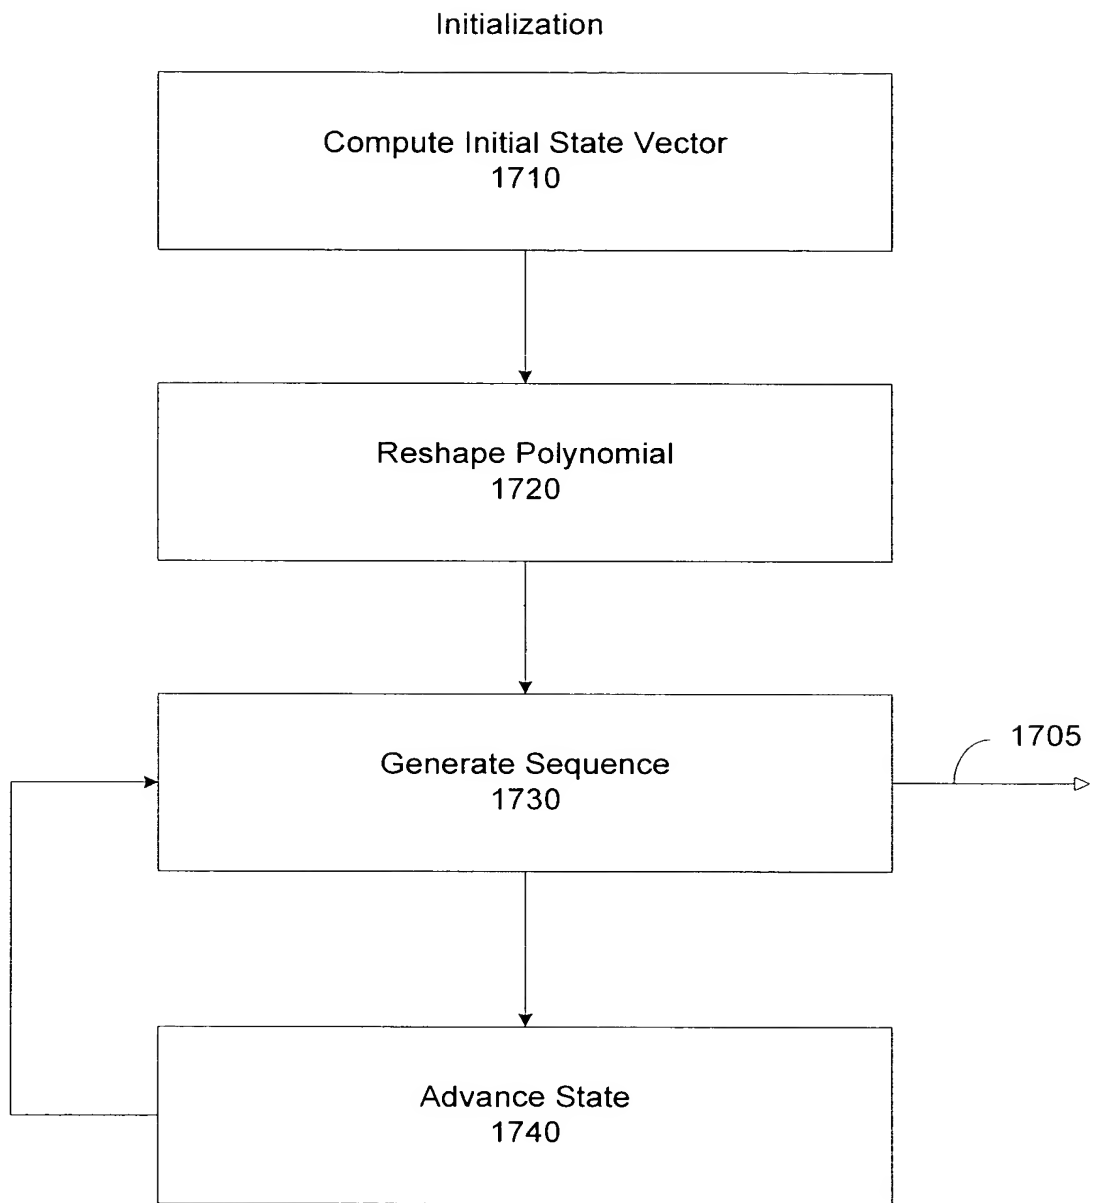 Initialization
Compute Initial State Vector
1710
Reshape Polynomial
1720
Generate Sequence
1730
1705
Advance State
1740